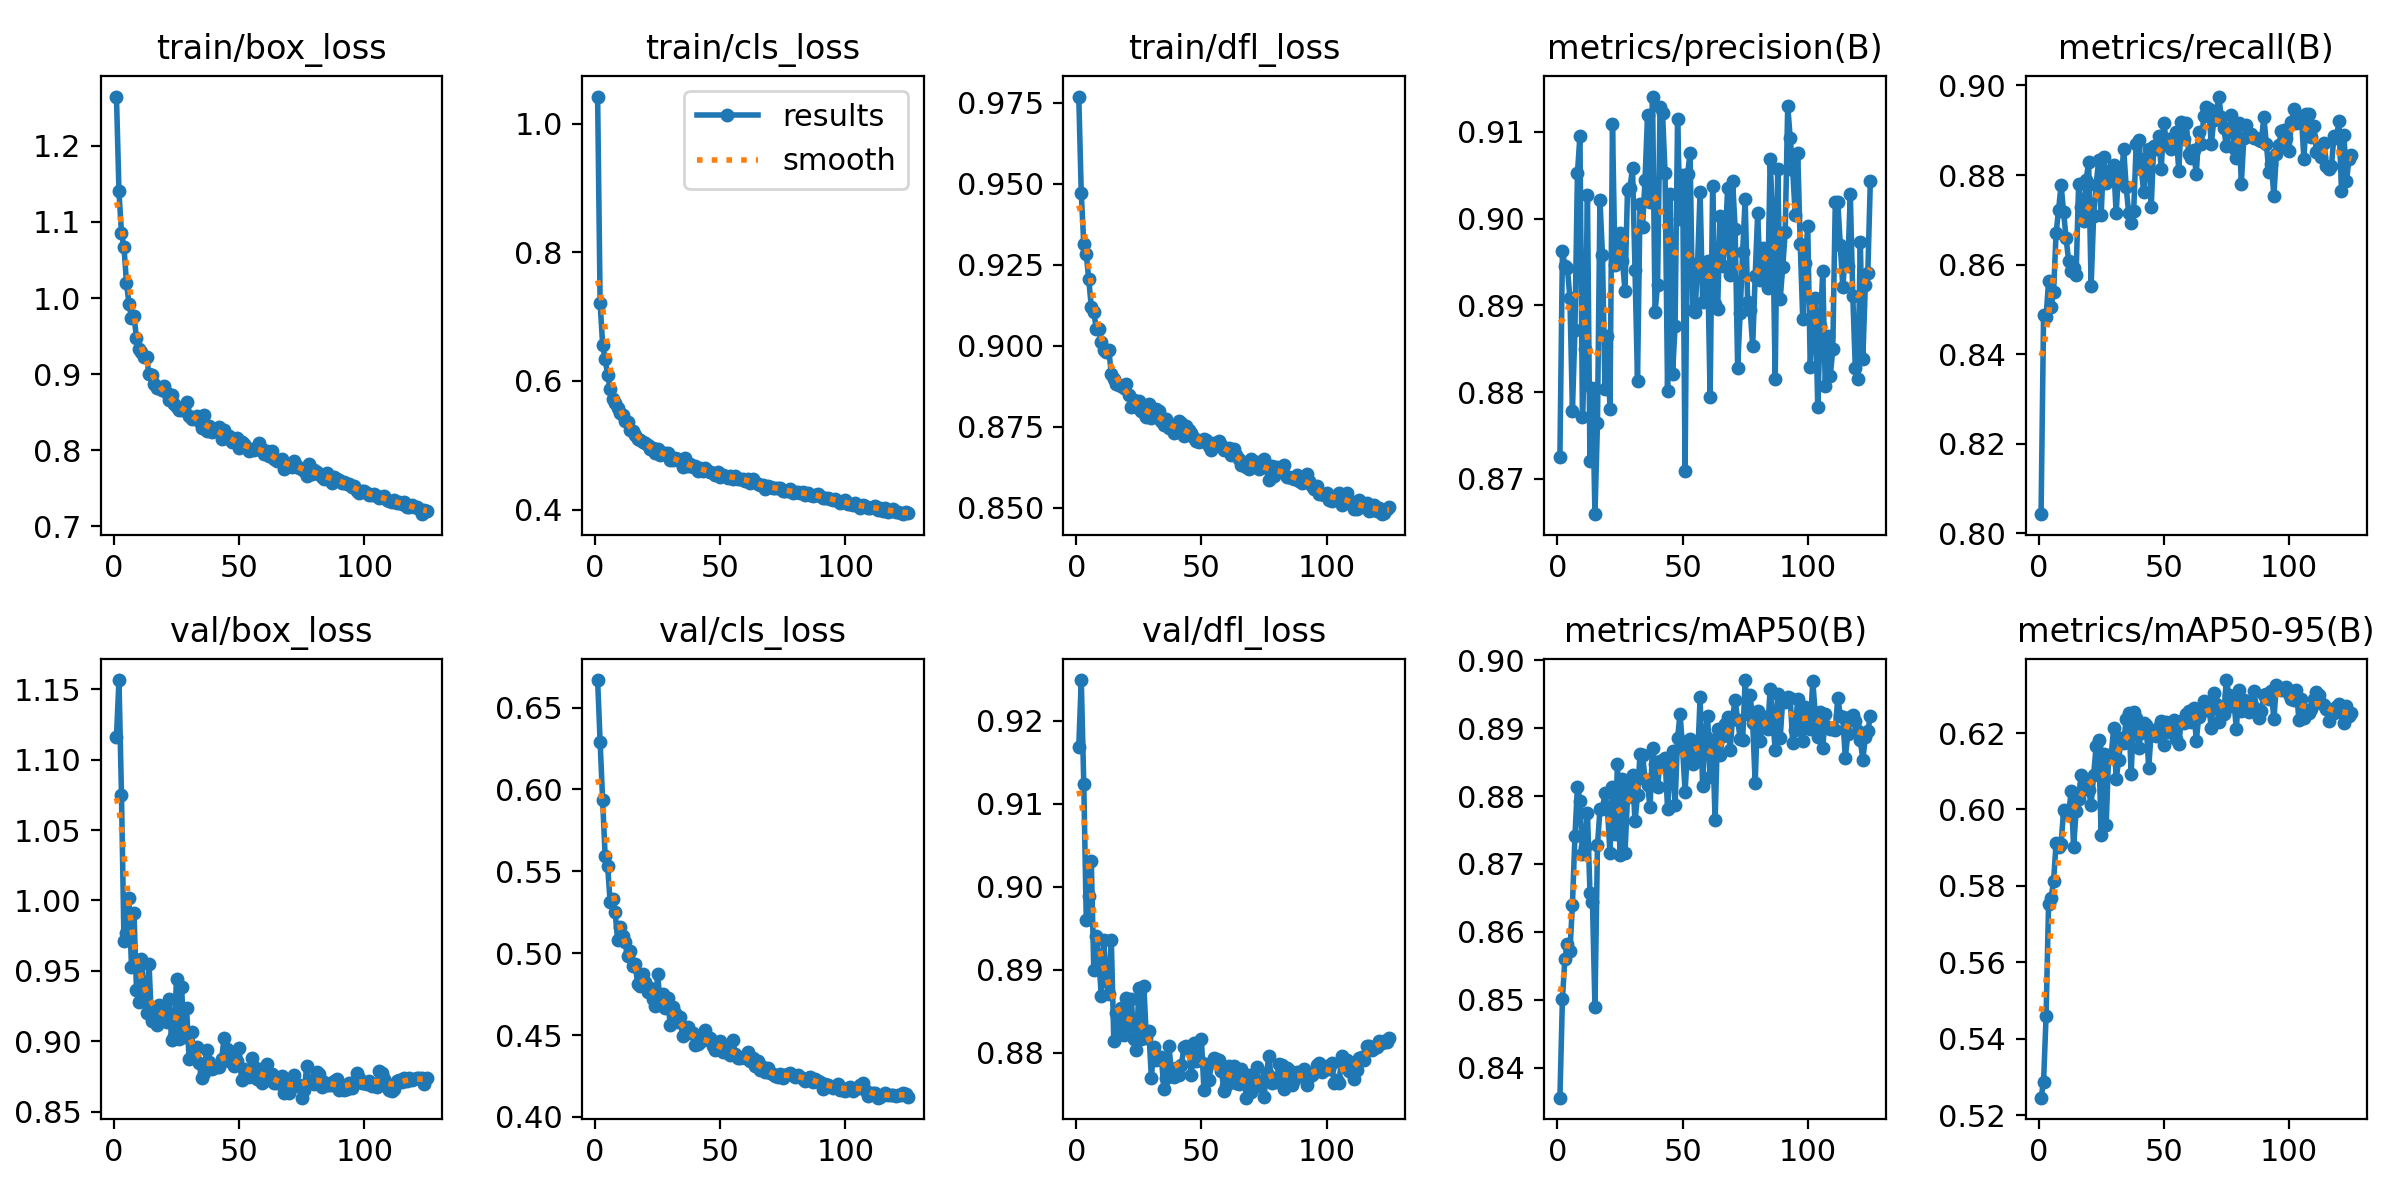 train/box_loss
1.2
1.1
1.0
0.9
0.8
0.7
0 50 100
train/cls_loss
results
smooth
1.0
0.8
0.6
0.4
0 50 100
train/dfl_loss
0.975
0.950
0.925
0.900
0.875
0.850
0 50 100
metrics/precision(B)
0.91
0.90
0.89
0.88
0.87
0 50 100
metrics/recall(B)
0.90
0.88
0.86
0.84
0.82
0.80
0 50 100
val/box_loss
1.15
1.10
1.05
1.00
0.95
0.90
0.85
0 50 100
val/cls_loss
0.65
0.60
0.55
0.50
0.45
0.40
0 50 100
val/dfl_loss
0.92
0.91
0.90
0.89
0.88
0 50 100
metrics/mAP50(B)
0.90
0.89
0.88
0.87
0.86
0.85
0.84
0 50 100
metrics/mAP50-95(B)
0.62
0.60
0.58
0.56
0.54
0.52
0 50 100